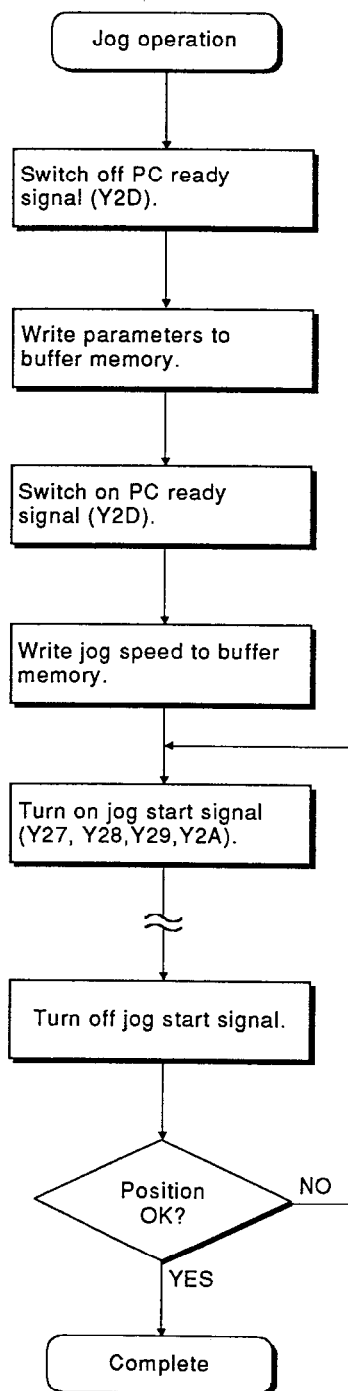 Jog operation
Switch off PC ready
signal (Y2D).
Write parameters to
buffer memory.
Switch on PC ready
signal (Y2D).
Write jog speed to buffer
memory.
Turn on jog start signal
(Y27, Y28,Y29,Y2A).
Turn off jog start signal.
Position
OK?
NO
YES
Complete